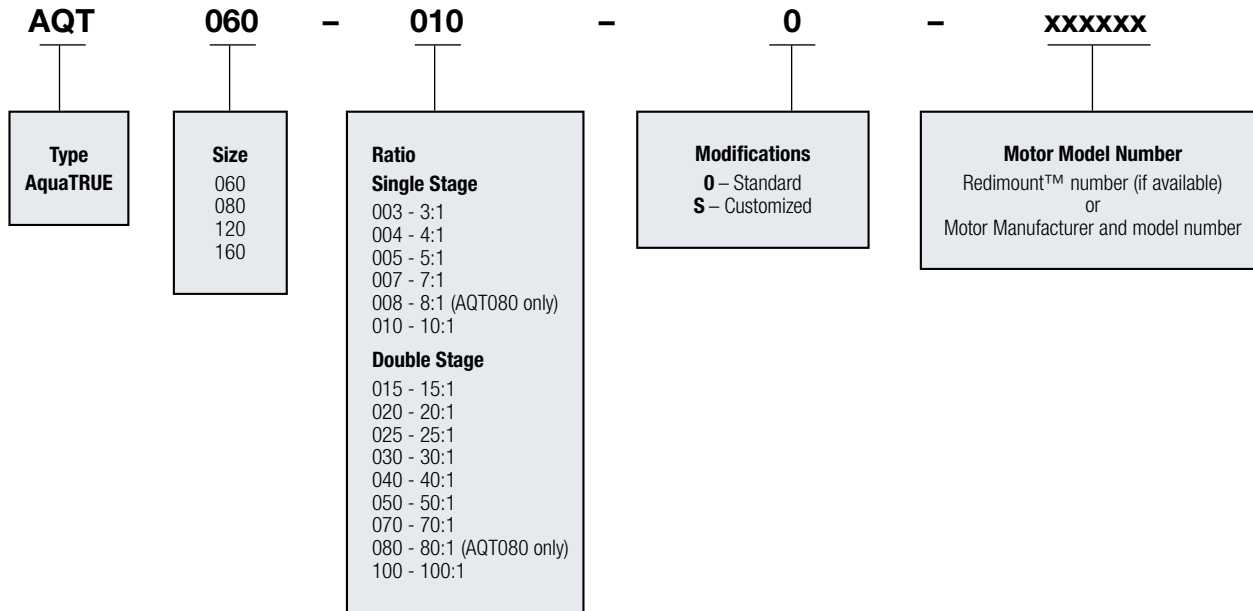 AQT 060 – 010 – 0 – xxxxxx
Type
AquaTRUE
Size
060
080
120
160
Ratio
Single Stage
003 - 3:1
004 - 4:1
005 - 5:1
007 - 7:1
008 - 8:1 (AQT080 only)
010 - 10:1
Double Stage
015 - 15:1
020 - 20:1
025 - 25:1
030 - 30:1
040 - 40:1
050 - 50:1
070 - 70:1
080 - 80:1 (AQT080 only)
100 - 100:1
Modifications
0 – Standard
S – Customized
Motor Model Number
Redimount™ number (if available)
or
Motor Manufacturer and model number